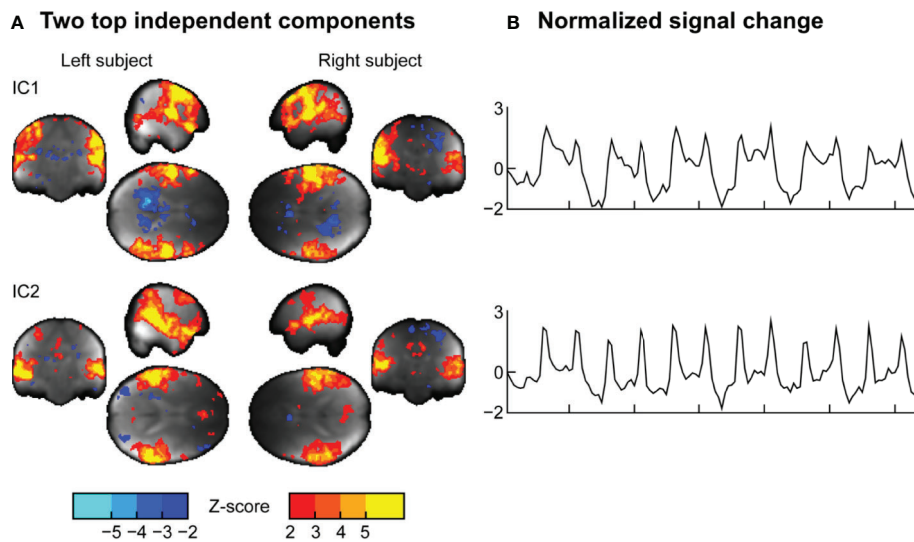 A Two top independent components
Left subject
Right subject
IC1
IC2
−5 −4 −3 −2
Z-score
2 3 4 5
B Normalized signal change
3
0
−2
3
0
−2